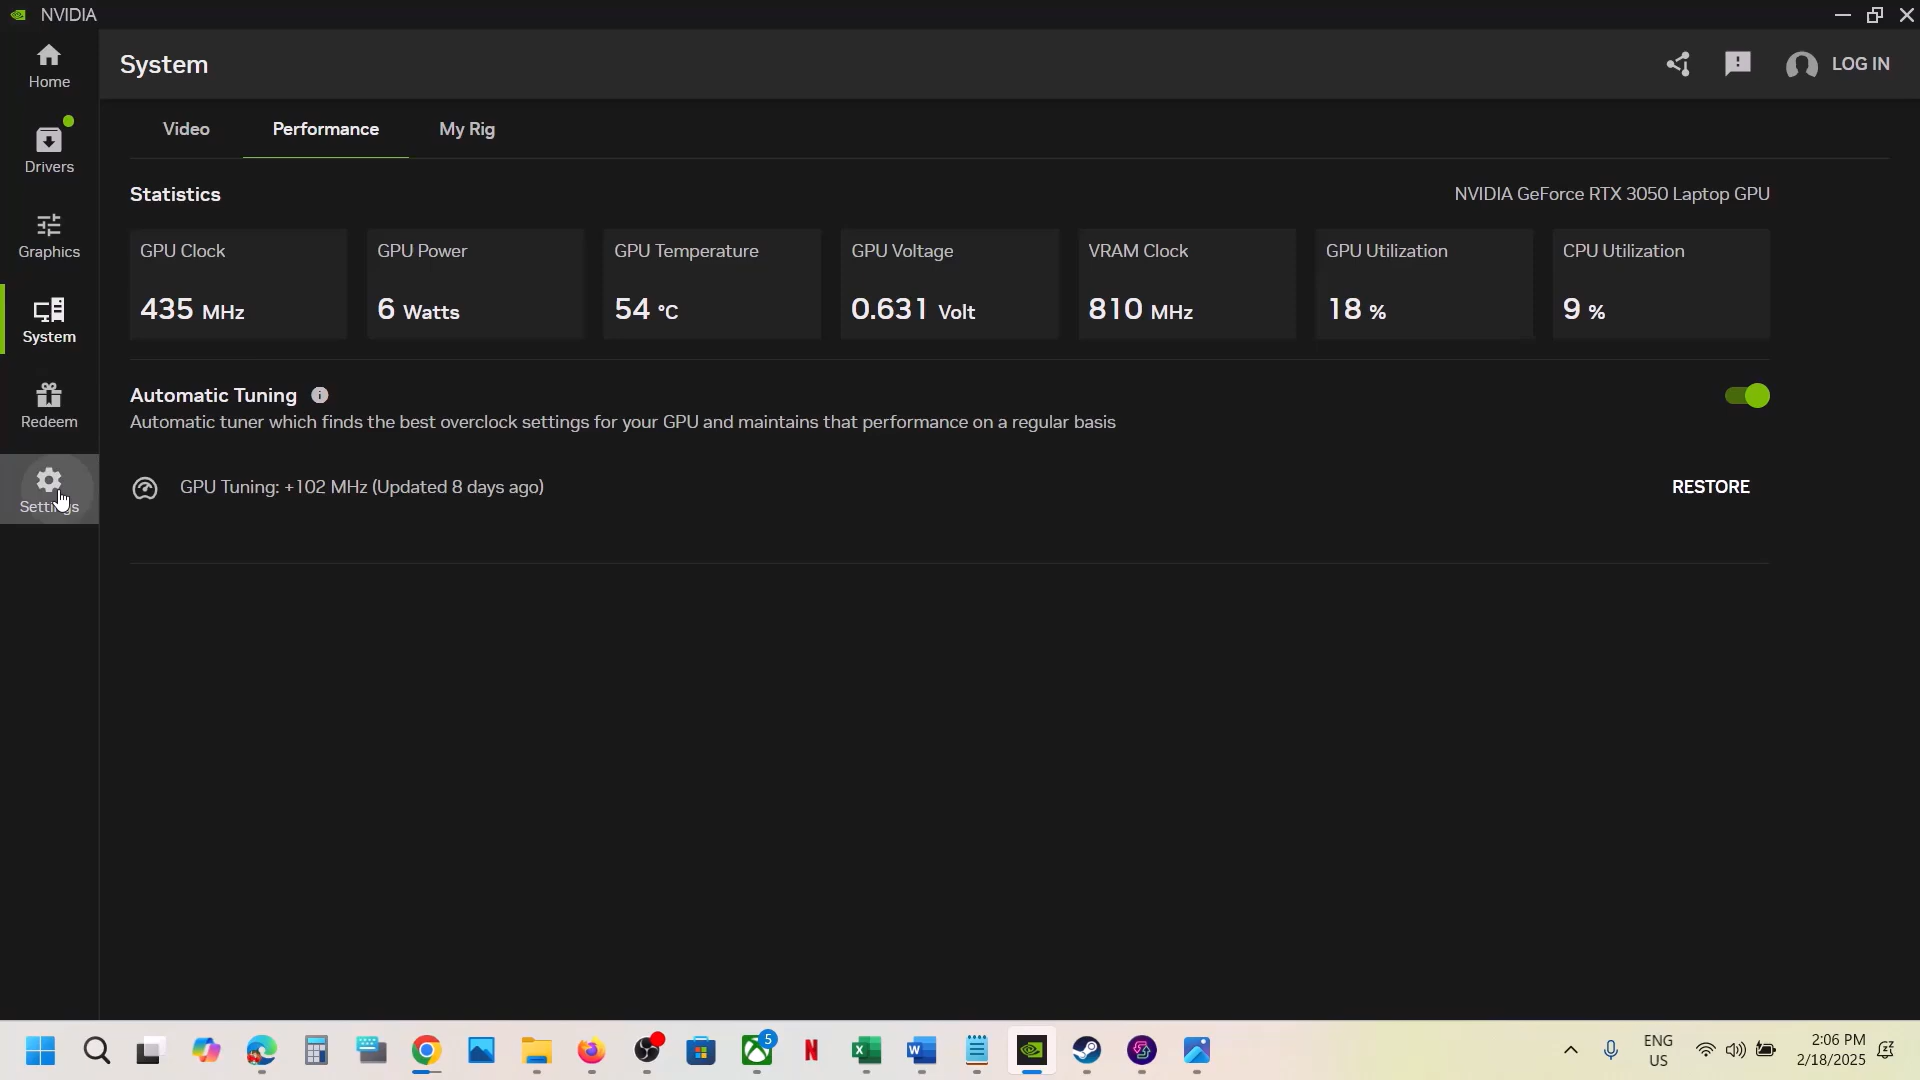 NVIDIA
Home
System
LOG IN
Drivers
Video
Performance
My Rig
Statistics
NVIDIA GeForce RTX 3050 Laptop GPU
Graphics
GPU Clock
GPU Power
GPU Temperature
GPU Voltage
VRAM Clock
GPU Utilization
CPU Utilization
435 MHz
6 Watts
54 °C
0.631 Volt
810 MHz
18 %
9 %
System
Automatic Tuning
Automatic tuner which finds the best overclock settings for your GPU and maintains that performance on a regular basis
Redeem
GPU Tuning: +102 MHz (Updated 8 days ago)
RESTORE
Settings
5
ENG
US
2:06 PM
2/18/2025